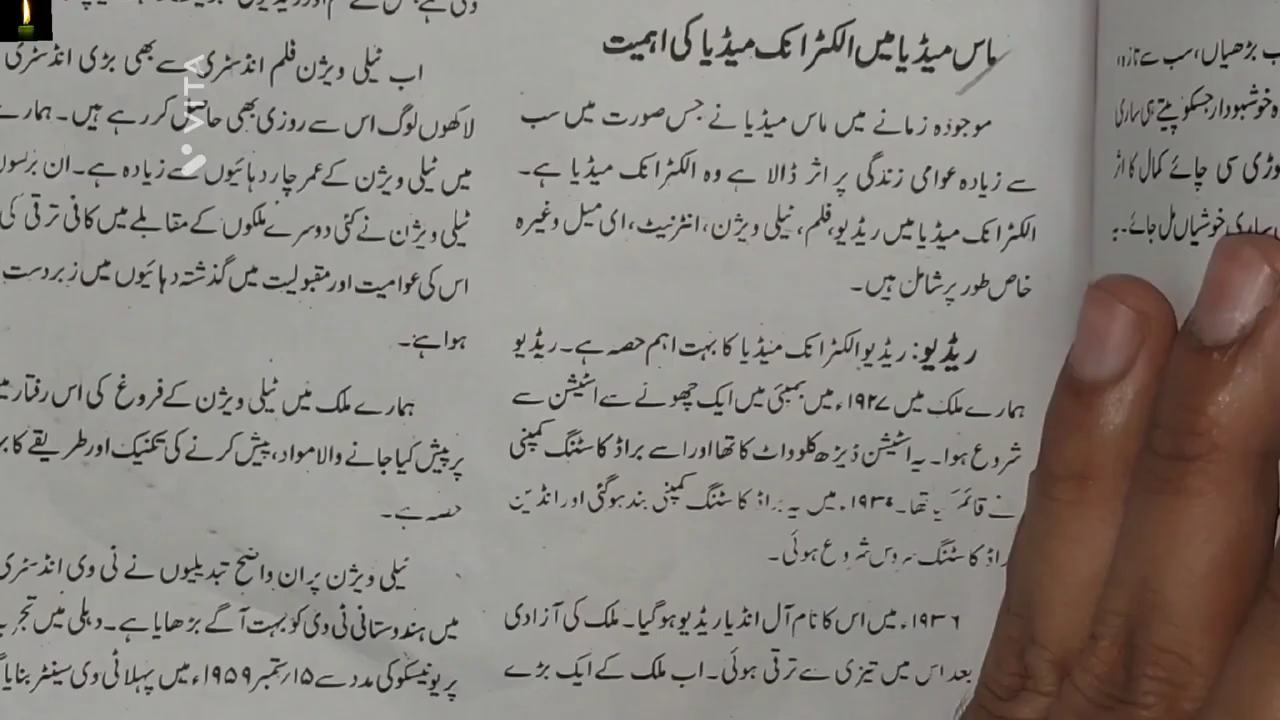 ماس میڈیا میں الکٹرانک میڈیا کی اہمیت
موجودہ زمانے میں ماس میڈیا نے جس صورت میں سب
سے زیادہ عوامی زندگی پر اثر ڈالا ہے وہ الکٹرانک میڈیا ہے۔
الکٹرانک میڈیا میں ریڈیو، فلم، ٹیلی ویژن، انٹرنیٹ، ای میل وغیرہ
خاص طور پر شامل ہیں۔
ریڈیو: ریڈیو الکٹرانک میڈیا کا بہت اہم حصہ ہے۔ ریڈیو
ہمارے ملک میں ۱۹۲۷ء میں بمبئی میں ایک چھوٹے سے اسٹیشن سے
شروع ہوا۔ یہ اسٹیشن ڈیڑھ کلو واٹ کا تھا اور اسے براڈ کاسٹنگ کمپنی
نے قائم کیا تھا۔ میں یہ براڈ کاسٹنگ کمپنی بند ہوگئی اور انڈین
براڈ کاسٹنگ سروس شروع ہوئی۔
۱۹۳۶ء میں اس کا نام آل انڈیا ریڈیو ہوگیا۔ ملک کی آزادی
بعد اس میں تیزی سے ترقی ہوئی۔ اب ملک کے ایک بڑے
اب ٹیلی ویژن فلم انڈسٹری سے بھی بڑی انڈسٹری
لاکھوں لوگ اس سے روزی بھی حاصل کر رہے ہیں۔ ہمارے
میں ٹیلی ویژن کے عمر چار دہائیوں سے زیادہ ہے۔ ان برسوں
ٹیلی ویژن نے کئی دوسرے ملکوں کے مقابلے میں کافی ترقی کی
اس کی عوامیت اور مقبولیت میں گذشتہ دہائیوں میں زبردست
ہوا ہے۔
ہمارے ملک میں ٹیلی ویژن کے فروغ کی اس رفتار میں
پر پیش کیا جانے والا مواد، پیش کرنے کی تکنیک اور طریقے کا
حصہ ہے۔
ٹیلی ویژن پر ان واضح تبدیلیوں نے ٹی وی انڈسٹری
میں ہندوستانی ٹی وی کو بہت آگے بڑھایا ہے۔ دہلی میں
پر یونیسکو کی مدد سے ۱۵ ستمبر ۱۹۵۹ء میں پہلا ٹی وی سینٹر بنایا
بڑھیاں، سب سے تازہ،
خوشبودار جسکو پیتے ہی ساری
سی چائے کمال کا اثر
ساری خوشیاں مل جائے۔ یہ
VITA